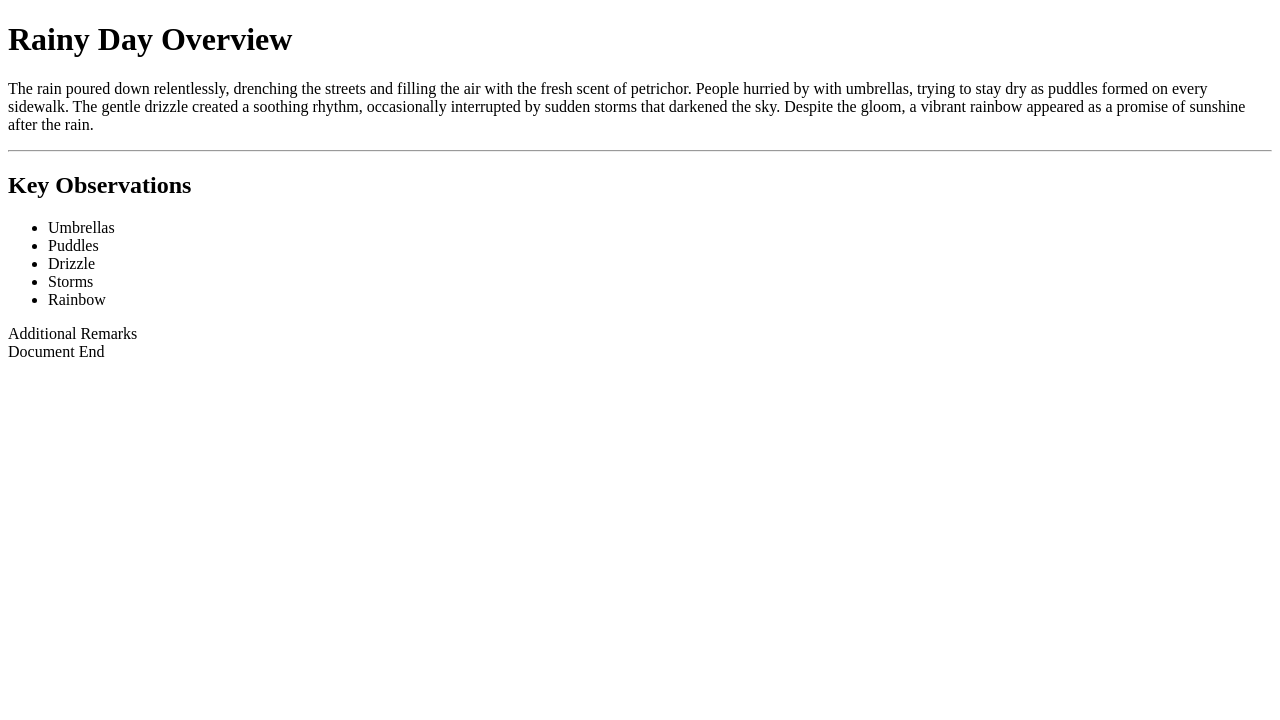 Rainy Day Overview
The rain poured down relentlessly, drenching the streets and filling the air with the fresh scent of petrichor. People hurried by with umbrellas, trying to stay dry as puddles formed on every
sidewalk. The gentle drizzle created a soothing rhythm, occasionally interrupted by sudden storms that darkened the sky. Despite the gloom, a vibrant rainbow appeared as a promise of sunshine
after the rain.
Key Observations
• Umbrellas
• Puddles
• Drizzle
• Storms
• Rainbow
Additional Remarks
Document End